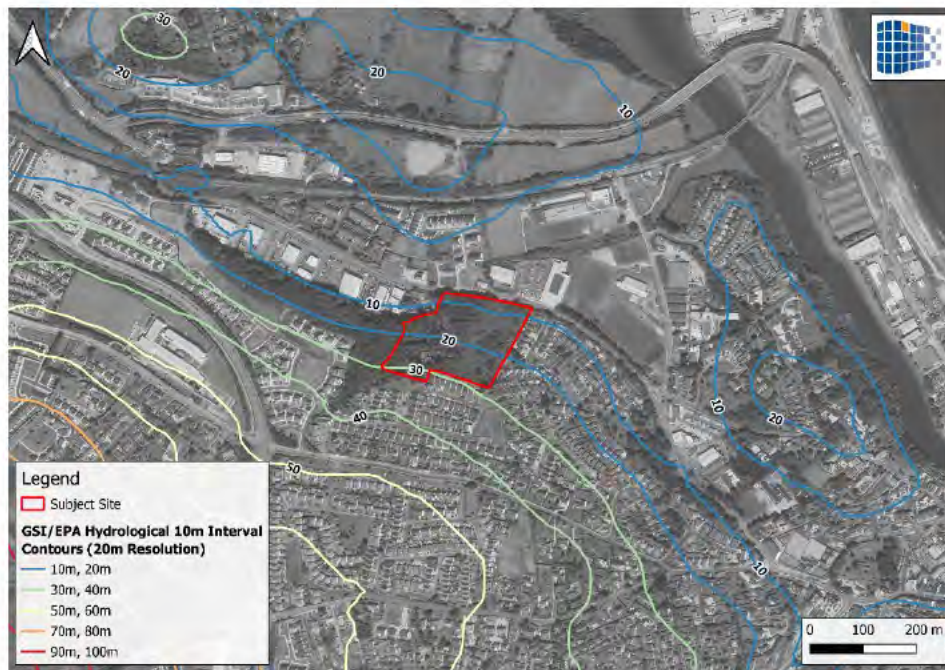 30
20
20
10
10
20
30
40
50
10
20
10
Legend
Subject Site
GSI/EPA Hydrological 10m Interval
Contours (20m Resolution)
10m, 20m
30m, 40m
50m, 60m
70m, 80m
90m, 100m
0 100 200 m